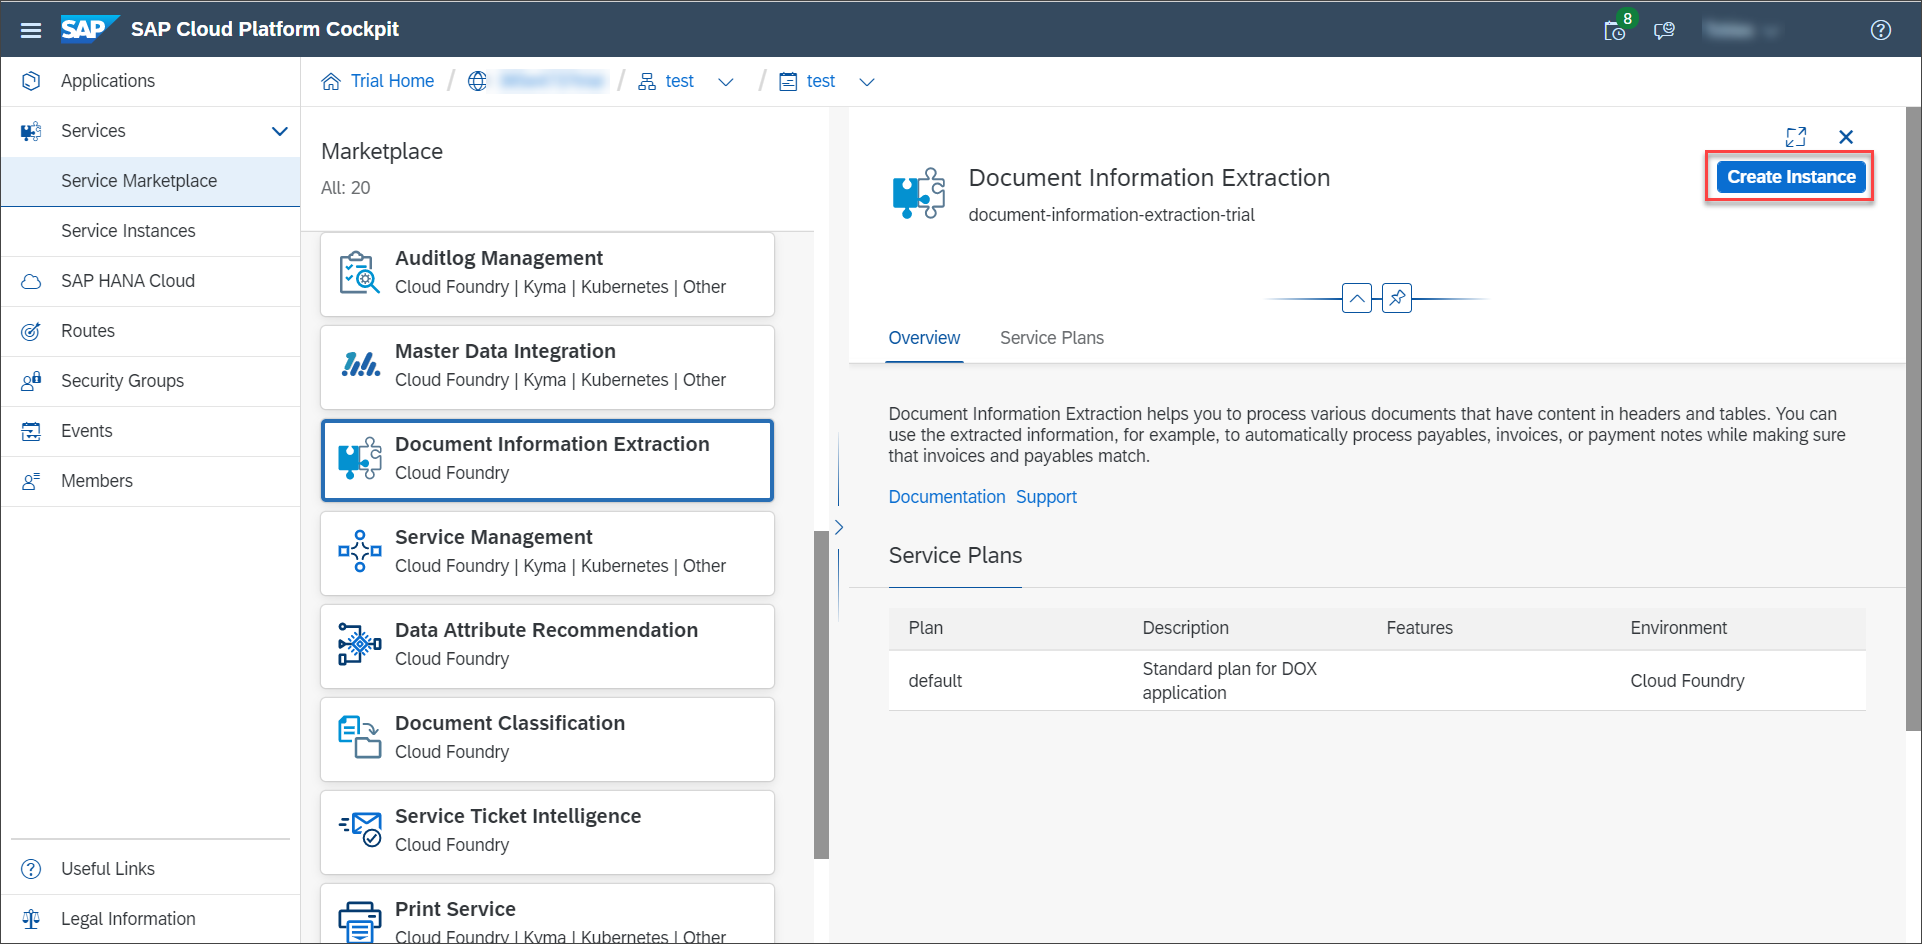 SAP SAP Cloud Platform Cockpit
8
Applications
Services
Service Marketplace
Service Instances
SAP HANA Cloud
Routes
Security Groups
Events
Members
Useful Links
Legal Information
Trial Home / / test / test
Marketplace
All: 20
Auditlog Management
Cloud Foundry | Kyma | Kubernetes | Other
Master Data Integration
Cloud Foundry | Kyma | Kubernetes | Other
Document Information Extraction
Cloud Foundry
Service Management
Cloud Foundry | Kyma | Kubernetes | Other
Data Attribute Recommendation
Cloud Foundry
Document Classification
Cloud Foundry
Service Ticket Intelligence
Cloud Foundry
Print Service
Cloud Foundry | Kyma | Kubernetes | Other
Document Information Extraction
document-information-extraction-trial
Create Instance
Overview Service Plans
Document Information Extraction helps you to process various documents that have content in headers and tables. You can
use the extracted information, for example, to automatically process payables, invoices, or payment notes while making sure
that invoices and payables match.
Documentation Support
Service Plans
Plan Description Features Environment
default Standard plan for DOX Cloud Foundry
application